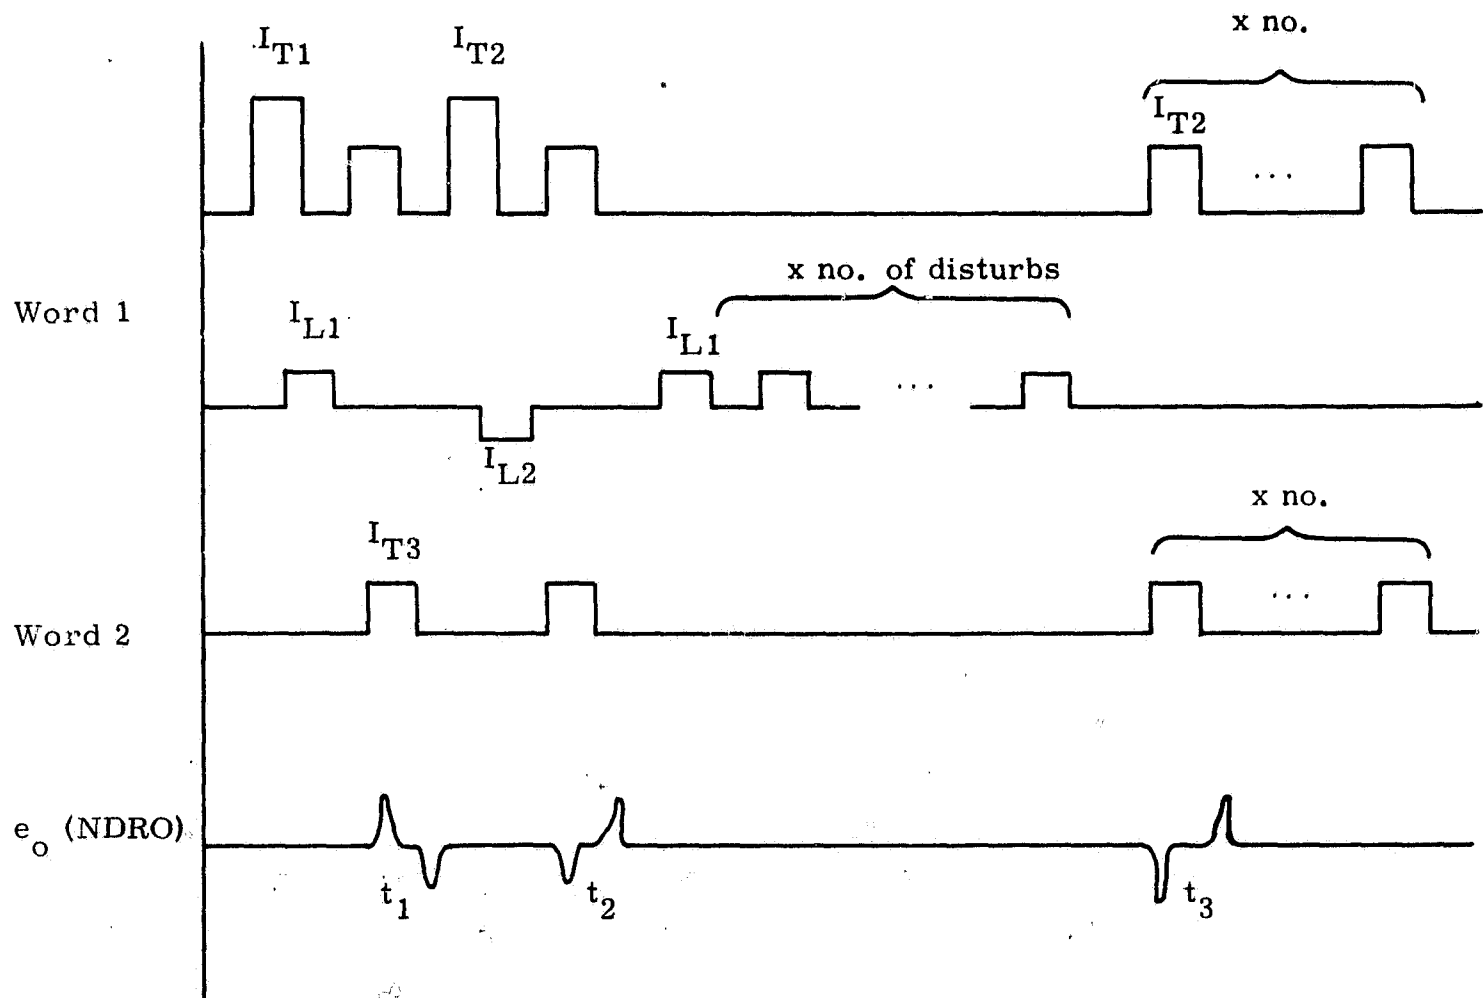 x no.
I_T1
I_T2
I_T2
...
x no. of disturbs
Word 1
I_L1
I_L1
...
I_L2
x no.
I_T3
...
Word 2
e_o (NDRO)
t_1
t_2
t_3